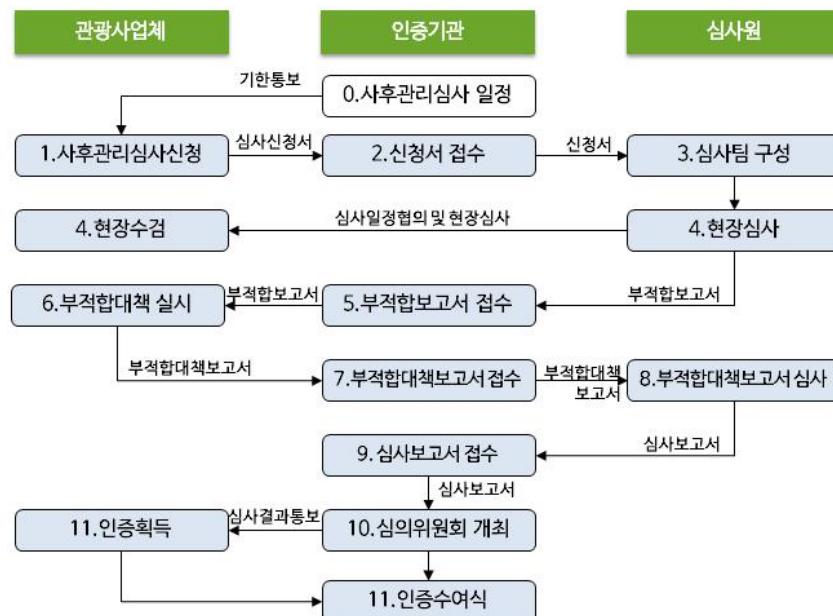 관광사업체
인증기관
심사원
기한통보
0.사후관리심사 일정
1.사후관리심사신청
심사신청서
2.신청서 접수
신청서
3.심사팀 구성
4.현장수검
심사일정협의 및 현장심사
4.현장심사
부적합보고서
6.부적합대책 실시
부적합보고서
5.부적합보고서 접수
부적합대책보고서
7.부적합대책보고서 접수
부적합대책
보고서
8.부적합대책보고서 심사
9.심사보고서 접수
심사보고서
심사보고서
11.인증획득
심사결과통보
10.심의위원회 개최
11.인증수여식